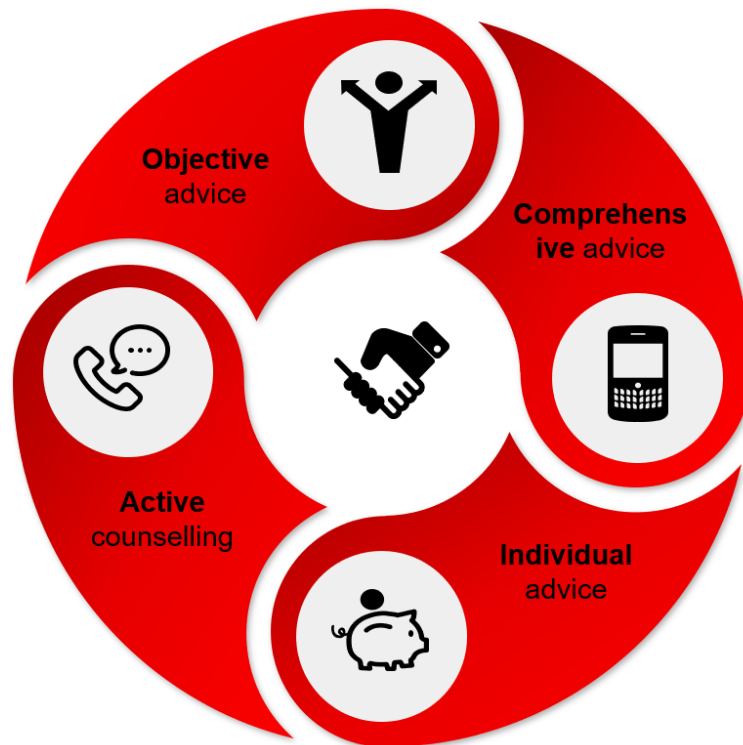 Objective
advice
Comprehens
ive advice
Active
counselling
Individual
advice